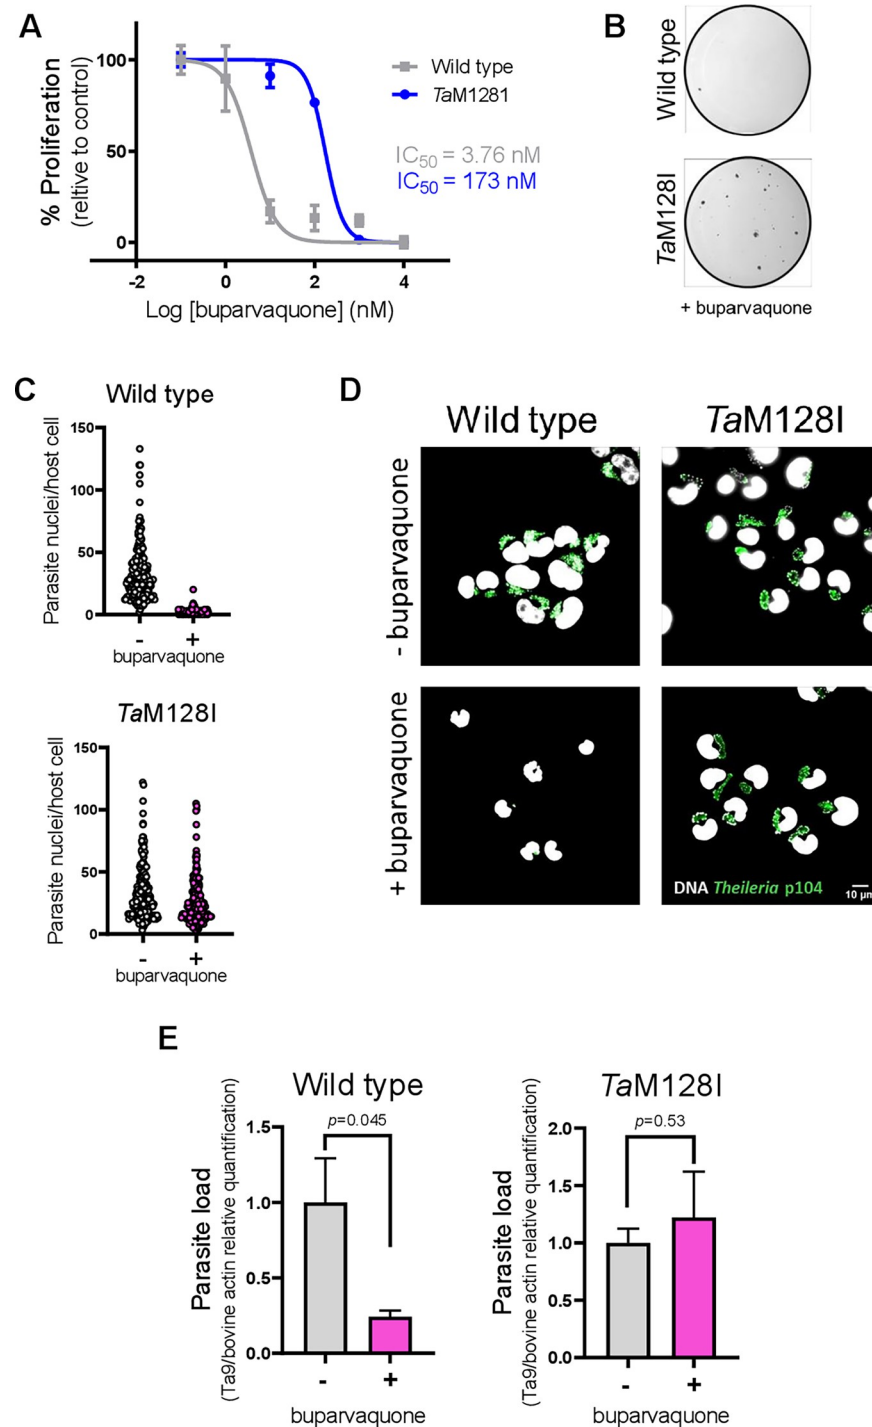 A
% Proliferation
(reltive to control)
100
50
0
-2
0
2
4
Log [buparvaquone] (nM)
Wild type
TaM1281
IC50 = 3.76 nM
IC50 = 173 nM
B
Wild type
TaM128I
+ buparvaquone
C
Wild type
Parasite nuclei/host cell
150
100
50
0
- +
buparvaquone
TaM128I
Parasite nuclei/host cell
150
100
50
0
- +
buparvaquone
D
Wild type
TaM128I
- buparvaquone
+ buparvaquone
DNA Theileria p104
10 µm
E
Wild type
Parasite load
(Ta9/bovine actin relative quantification)
1.5
1.0
0.5
0.0
p=0.045
- +
buparvaquone
TaM128I
Parasite load
(Ta9/bovine actin relative quantification)
2.0
1.5
1.0
0.5
0.0
p=0.53
- +
buparvaquone